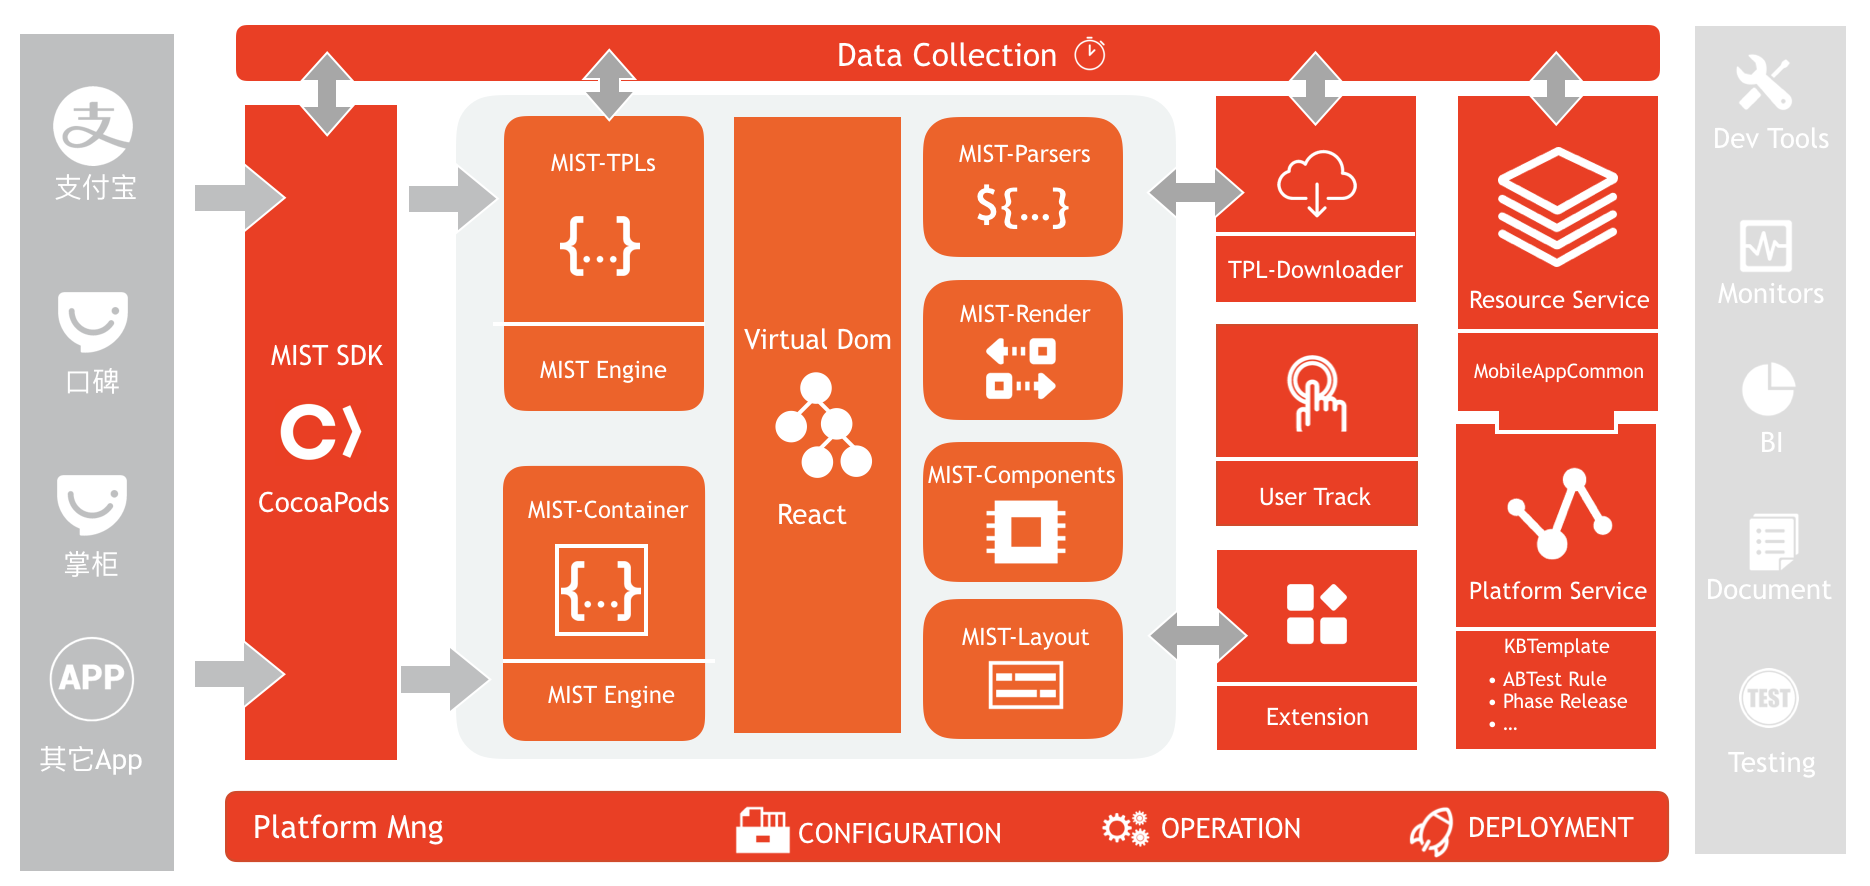 Data Collection
支
支付宝
口碑
掌柜
APP
其它App
MIST SDK
CocoaPods
MIST-TPLs
{...}
MIST Engine
MIST-Container
{...}
MIST Engine
Virtual Dom
React
MIST-Parsers
${...}
MIST-Render
MIST-Components
MIST-Layout
TPL-Downloader
User Track
Extension
Resource Service
MobileAppCommon
Platform Service
KBTemplate
• ABTest Rule
• Phase Release
• ...
Dev Tools
Monitors
BI
Document
TEST
Testing
Platform Mng
CONFIGURATION
OPERATION
DEPLOYMENT